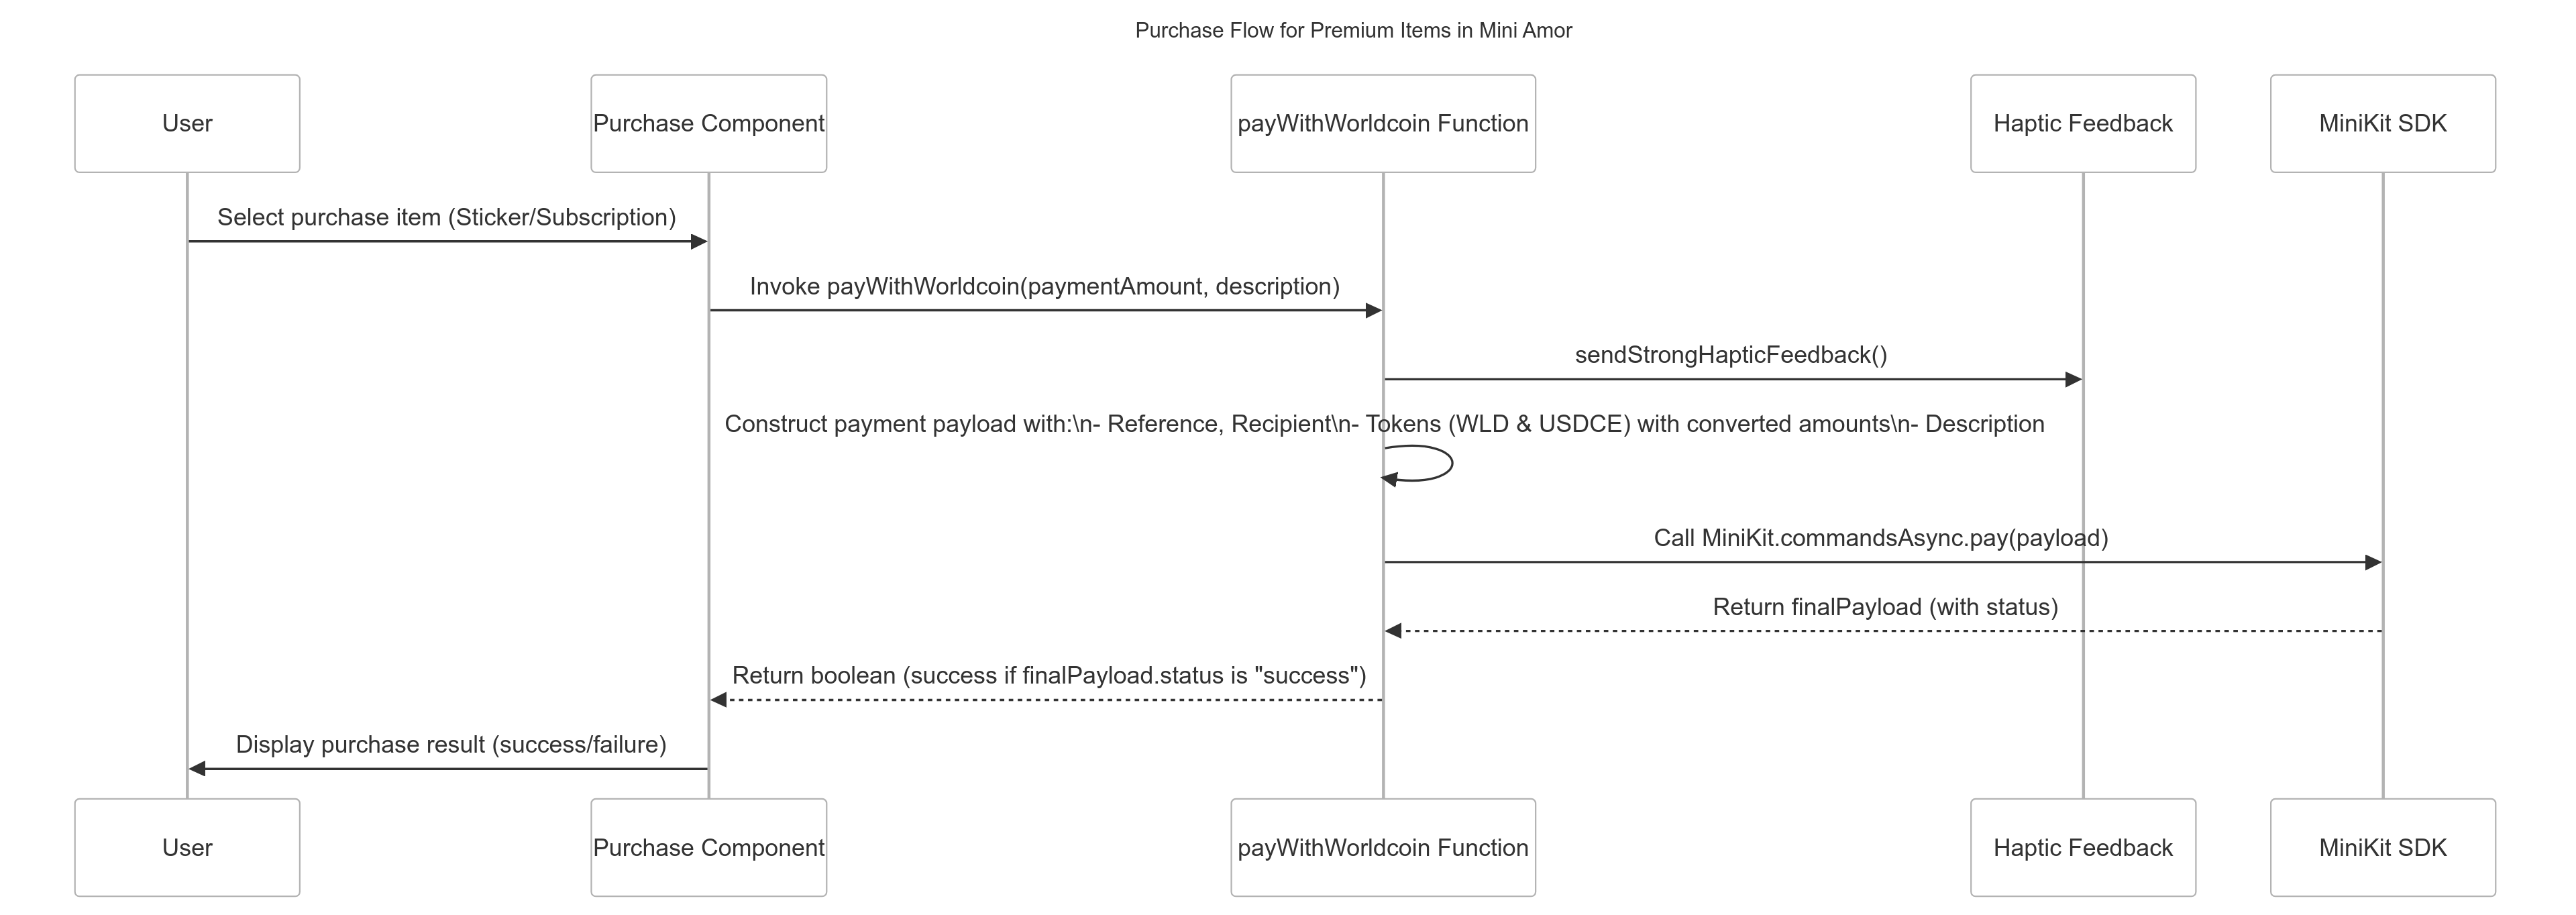 Purchase Flow for Premium Items in Mini Amor
User
Purchase Component
payWithWorldcoin Function
Haptic Feedback
MiniKit SDK
Select purchase item (Sticker/Subscription)
Invoke payWithWorldcoin(paymentAmount, description)
sendStrongHapticFeedback()
Construct payment payload with:\n- Reference, Recipient\n- Tokens (WLD & USDCE) with converted amounts\n- Description
Call MiniKit.commandsAsync.pay(payload)
Return finalPayload (with status)
Return boolean (success if finalPayload.status is "success")
Display purchase result (success/failure)
User
Purchase Component
payWithWorldcoin Function
Haptic Feedback
MiniKit SDK